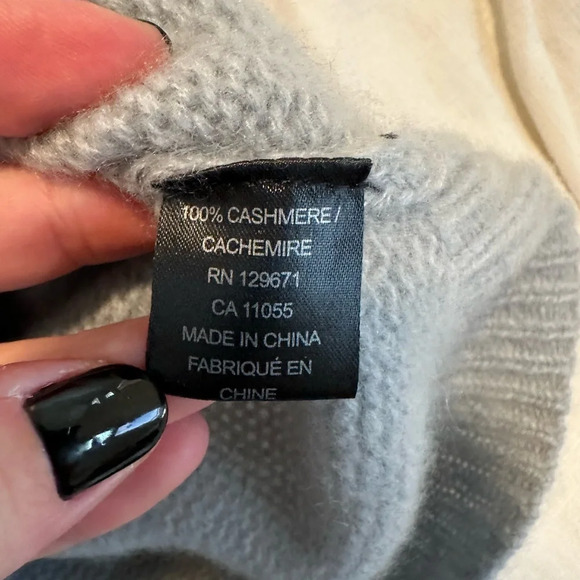 100% CASHMERE/
CACHEMIRE
RN 129671
CA 11055
MADE IN CHINA
FABRIQUÉ EN
CHINE